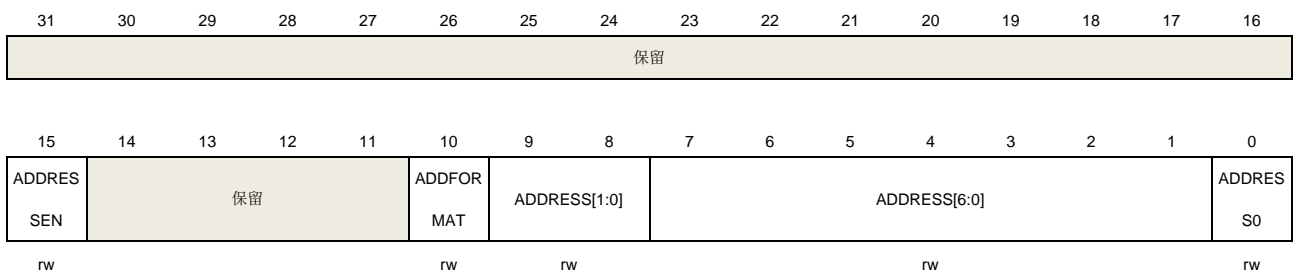 31 30 29 28 27 26 25 24 23 22 21 20 19 18 17 16
保留
15 14 13 12 11 10 9 8 7 6 5 4 3 2 1 0
ADDRES
SEN
保留
ADDFOR
MAT
ADDRESS[1:0]
ADDRESS[6:0]
ADDRES
S0
rw rw rw rw rw